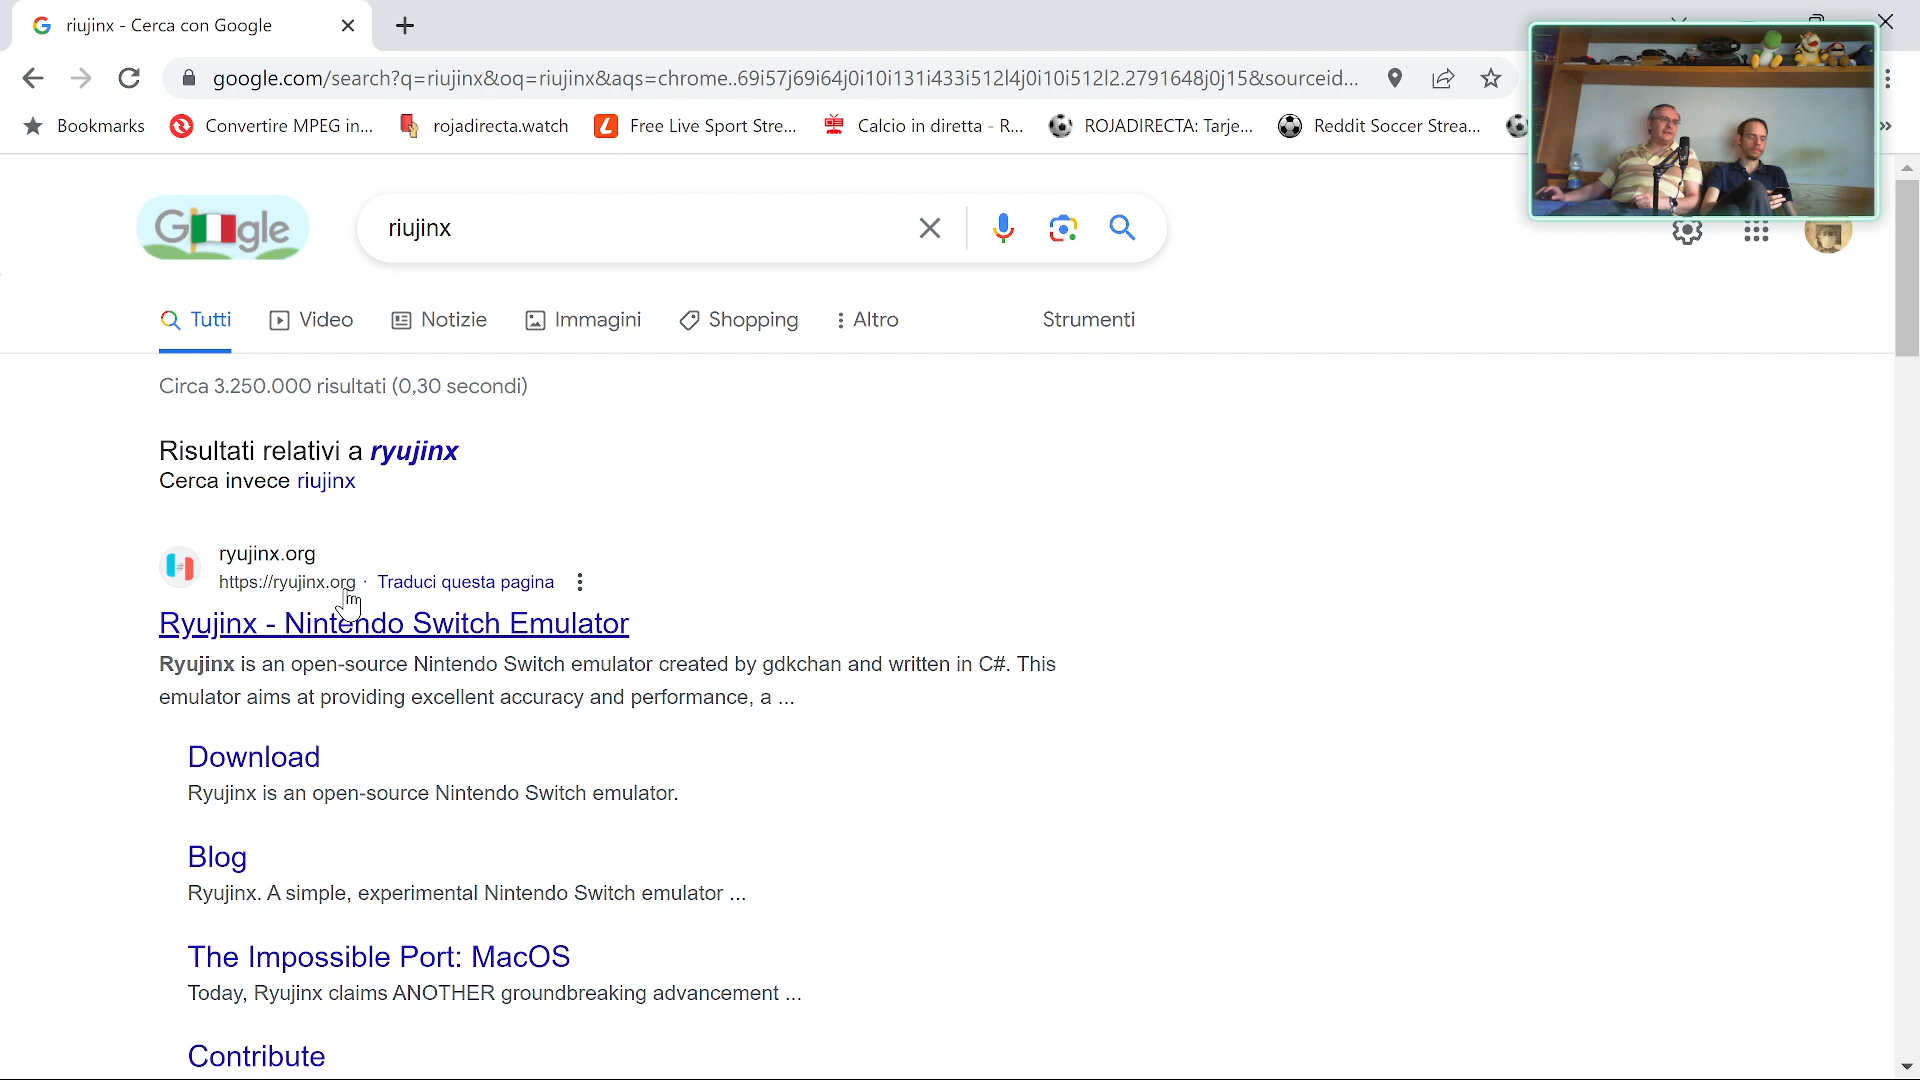 riujinx - Cerca con Google
google.com/search?q=riujinx&oq=riujinx&aqs=chrome..69i57j69i64j0i10i131i433i512l4j0i10i512l2.2791648j0j15&sourceid...
Bookmarks Convertire MPEG in... rojadirecta.watch Free Live Sport Stre... Calcio in diretta - R... ROJADIRECTA: Tarje... Reddit Soccer Strea...
Google riujinx
Tutti Video Notizie Immagini Shopping Altro Strumenti
Circa 3.250.000 risultati (0,30 secondi)
Risultati relativi a ryujinx
Cerca invece riujinx
ryujinx.org
https://ryujinx.org · Traduci questa pagina
Ryujinx - Nintendo Switch Emulator
Ryujinx is an open-source Nintendo Switch emulator created by gdkchan and written in C#. This
emulator aims at providing excellent accuracy and performance, a ...
Download
Ryujinx is an open-source Nintendo Switch emulator.
Blog
Ryujinx. A simple, experimental Nintendo Switch emulator ...
The Impossible Port: MacOS
Today, Ryujinx claims ANOTHER groundbreaking advancement ...
Contribute